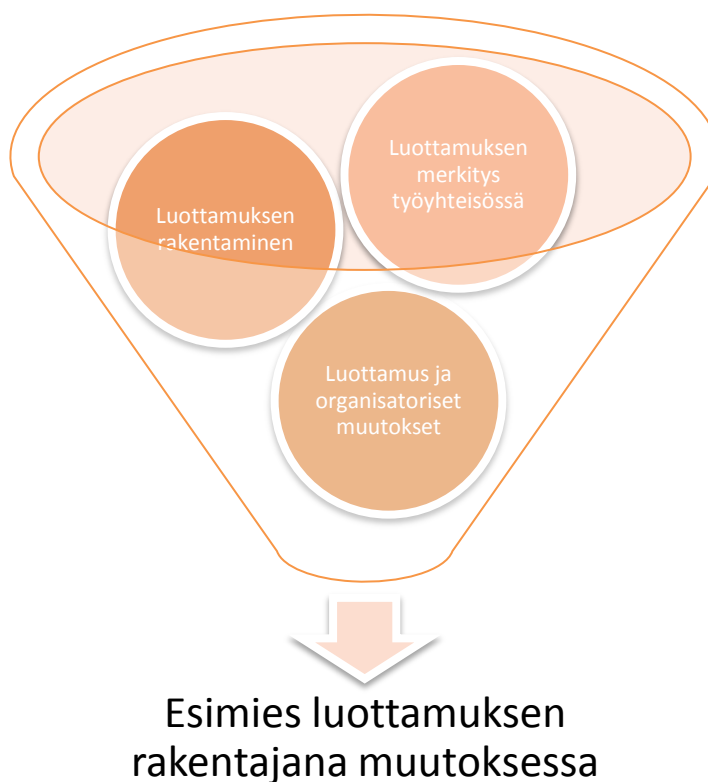 Luottamuksen
merkitys
työyhteisössä
Luottamuksen
rakentaminen
Luottamus ja
organisatoriset
muutokset
Esimies luottamuksen
rakentajana muutoksessa